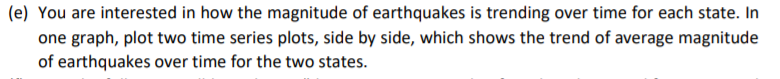 (e) You are interested in how the magnitude of earthquakes is trending over time for each state. In
one graph, plot two time series plots, side by side, which shows the trend of average magnitude
of earthquakes over time for the two states.